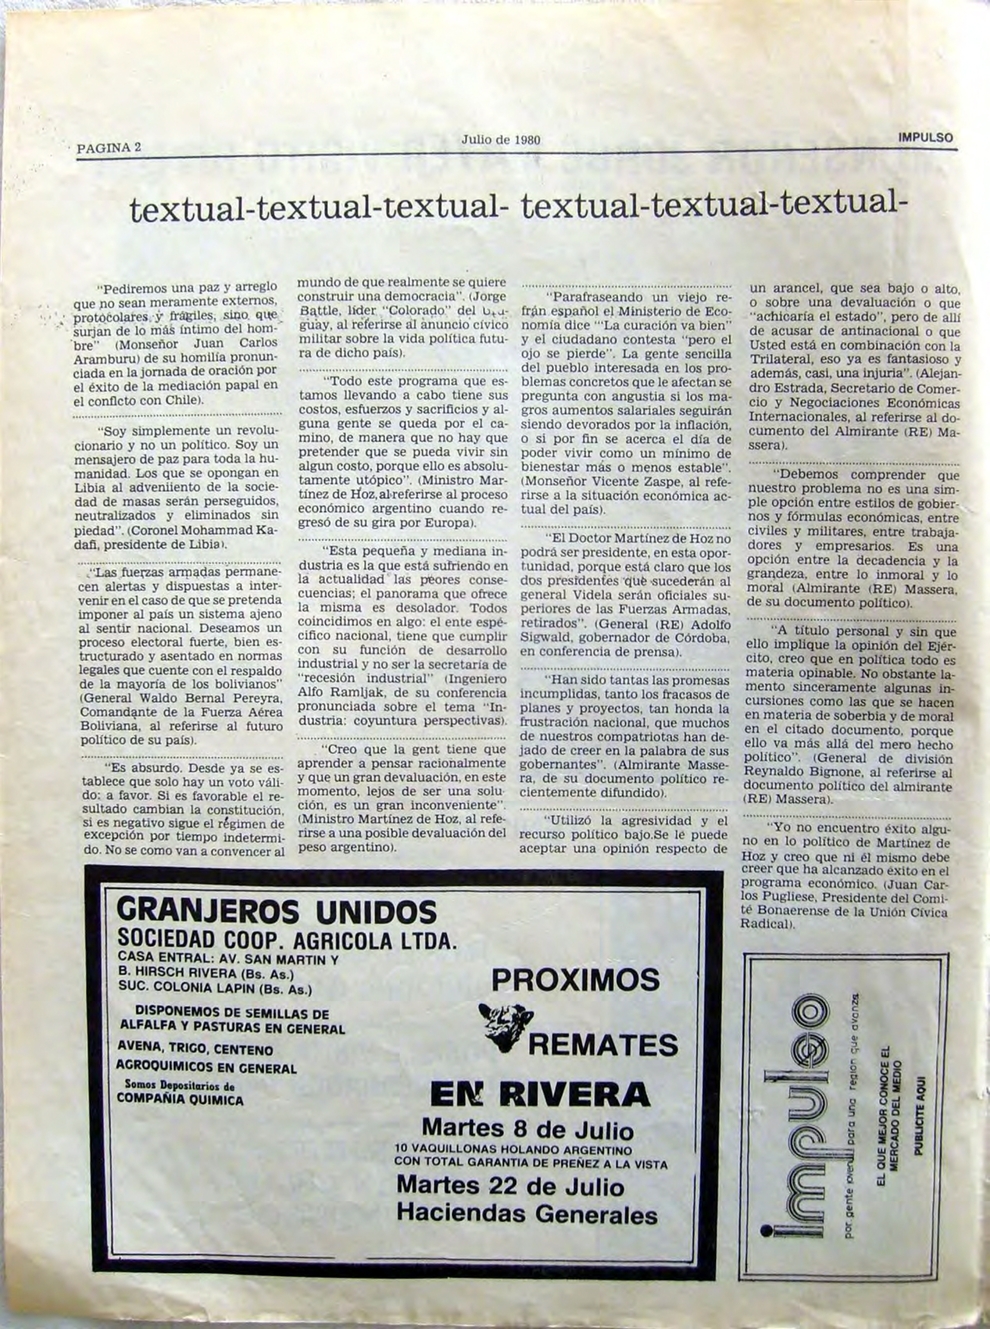 PAGINA 2
Julio de 1980
IMPULSO
textual-textual-textual- textual-textual-textual-
"Pediremos una paz y arreglo
que no sean meramente externos,
protocolares y frágiles, sino que
surjan de lo más íntimo del hom-
bre" (Monseñor Juan Carlos
Aramburu) de su homilia pronun-
ciada en la jornada de oración por
el éxito de la mediación papal en
el conflcto con Chile).
"Soy simplemente un revolu-
cionario y no un político. Soy un
mensajero de paz para toda la hu-
manidad. Los que se opongan en
Libia al advenlíento de la socie-
dad de masas serán perseguidos,
neutralizados y eliminados sin
piedad". (Coronel Mohammad Ka-
dafi, presidente de Libia).
"Las fuerzas armadas permane-
cen alertas y dispuestas a inter-
venir en el caso de que se pretenda
imponer al país un sistema ajeno
al sentir nacional. Deseamos un
proceso electoral fuerte, bien es-
tructurado y asentado en normas
legales que cuente con el respaldo
de la mayoría de los bolivianos"
(General Waldo Bernal Pereyra,
Comandante de la Fuerza Aérea
Boliviana, al referirse al futuro
político de su país).
"Es absurdo. Desde ya se es-
tablece que solo hay un voto váli-
do: a favor. Si es favorable el re-
sultado cambian la constitución,
si es negativo sigue el régimen de
excepción por tiempo indetermi-
do. No se como van a convencer al
mundo de que realmente se quiere
construir una democracia". (Jorge
Battle, lider "Colorado" del
guay, al referirse al anuncio cívico
militar sobre la vida política futu-
ra de dicho país).
"Todo este programa que es-
tamos llevando a cabo tiene sus
costos, esfuerzos y sacrificios y al-
guna gente se queda por el ca-
mino, de manera que no hay que
pretender que se pueda vivir sin
algun costo, porque ello es absolu-
tamente utópico". (Ministro Mar-
tínez de Hoz, al referirse al proceso
económico argentino cuando re-
gresó de su gira por Europa).
"Esta pequeña y mediana in-
dustria es la que está sufriendo en
la actualidad las peores conse-
cuencias; el panorama que ofrece
la misma es desolador. Todos
coincidimos en algo: el ente espé-
cifico nacional, tiene que cumplir
con su función de desarrollo
industrial y no ser la secretaría de
"recesión industrial" (Ingeniero
Alfo Ramljak, de su conferencia
pronunciada sobre el tema "In-
dustria: coyuntura perspectivas).
"Creo que la gent tiene que
aprender a pensar racionalmente
y que un gran devaluación, en este
momento, lejos de ser una solu-
ción, es un gran inconveniente".
(Ministro Martínez de Hoz, al refe-
rirse a una posible devaluación del
peso argentino).
"Parafraseando un viejo re-
frán español el Ministerio de Eco-
nomía dice "'La curación va bien"
y el ciudadano contesta "pero el
ojo se pierde". La gente sencilla
del pueblo interesada en los pro-
blemas concretos que le afectan se
pregunta con angustia si los ma-
gros aumentos salariales seguirán
siendo devorados por la inflación,
o si por fin se acerca el día de
poder vivir como un mínimo de
bienestar más o menos estable".
(Monseñor Vicente Zaspe, al refe-
rirse a la situación económica ac-
tual del país).
"El Doctor Martínez de Hoz no
podrá ser presidente, en esta opor-
tunidad, porque está claro que los
dos presidentes què sucederán al
general Videla serán oficiales su-
periores de las Fuerzas Armadas,
retirados". (General (RE) Adolfo
Sigwald, gobernador de Córdoba,
en conferencia de prensa).
"Han sido tantas las promesas
incumplidas, tanto los fracasos de
planes y proyectos, tan honda la
frustración nacional, que muchos
de nuestros compatriotas han de-
jado de creer en la palabra de sus
gobernantes". (Almirante Masse-
ra, de su documento político re-
cientemente difundido).
"Utilizó la agresividad y el
recurso político bajo.Se le puede
aceptar una opinión respecto de
un arancel, que sea bajo o alto,
o sobre una devaluación o que
"achicaría el estado", pero de allí
de acusar de antinacional o que
Usted está en combinación con la
Trilateral, eso ya es fantasioso y
además, casi, una injuria". (Alejan-
dro Estrada, Secretario de Comer-
cio y Negociaciones Económicas
Internacionales, al referirse al do-
cumento del Almirante (RE) Ma-
ssera).
"Debemos comprender que
nuestro problema no es una sim-
ple opción entre estilos de gobier-
nos y fórmulas económicas, entre
civiles y militares, entre trabaja-
dores y empresarios. Es una
opción entre la decadencia y la
grandeza, entre lo inmoral y lo
moral (Almirante (RE) Massera,
de su documento político).
"A título personal y sin que
ello implique la opinión del Ejér-
cito, creo que en política todo es
materia opinable. No obstante la-
mento sinceramente algunas in-
cursiones como las que se hacen
en materia de soberbia y de moral
en el citado documento, porque
ello va más allá del mero hecho
político". (General de división
Reynaldo Bignone, al referirse al
documento político del almirante
(RE) Massera).
"Yo no encuentro éxito algu-
no en lo político de Martínez de
Hoz y creo que ni él mismo debe
creer que ha alcanzado éxito en el
programa económico. (Juan Car-
los Pugliese, Presidente del Comi-
té Bonaerense de la Unión Cívica
Radical).
GRANJEROS UNIDOS
SOCIEDAD COOP. AGRICOLA LTDA.
CASA ENTRAL: AV. SAN MARTIN Y
B. HIRSCH RIVERA (Bs. As.)
SUC. COLONIA LAPIN (Bs. As.)
DISPONEMOS DE SEMILLAS DE
ALFALFA Y PASTURAS EN GENERAL
AVENA, TRIGO, CENTENO
AGROQUIMICOS EN GENERAL
Somos Depositarios de
COMPAÑIA QUIMICA
PROXIMOS
REMATES
EN RIVERA
Martes 8 de Julio
10 VAQUILLONAS HOLANDO ARGENTINO
CON TOTAL GARANTIA DE PREÑEZ A LA VISTA
Martes 22 de Julio
Haciendas Generales
impulso
por gente joven para una region que avanza
EL QUE MEJOR CONOCE EL
MERCADO DEL MEDIO
PUBLICITE AQUI